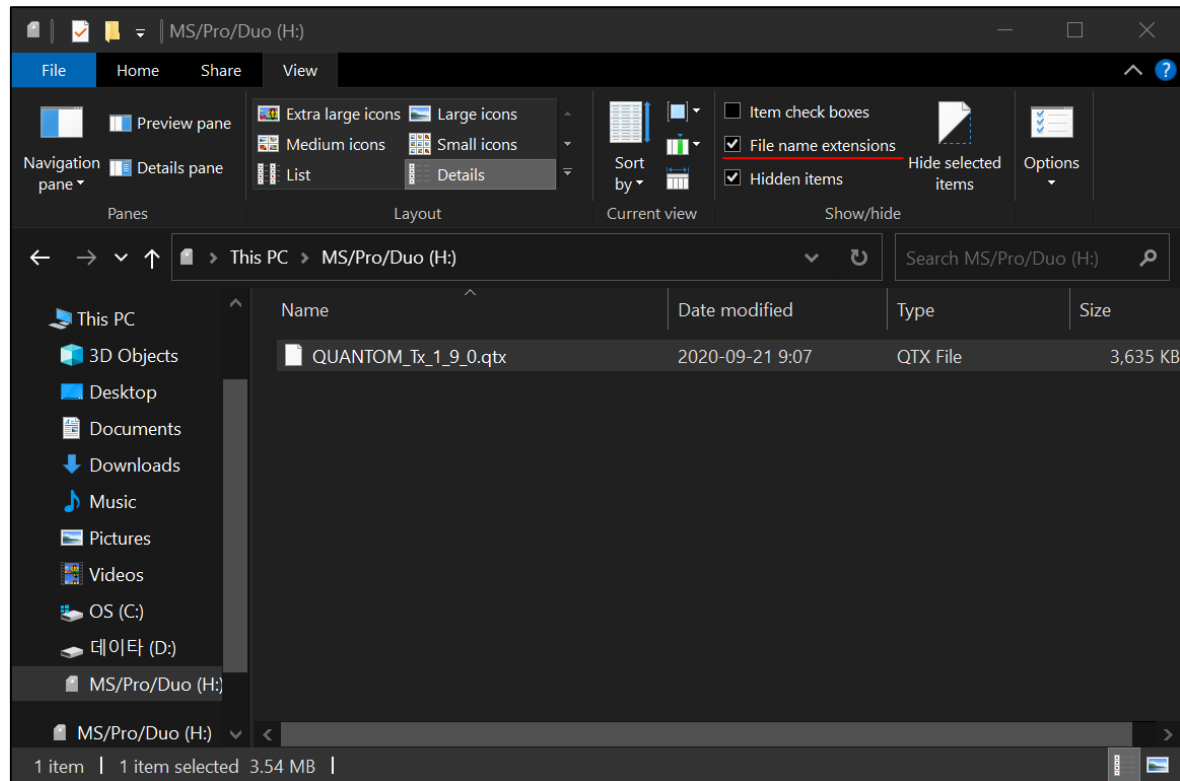 MS/Pro/Duo (H:)
File Home Share View
Extra large icons Large icons
Medium icons Small icons
List Details
Preview pane
Details pane
Navigation pane
Sort by
Item check boxes
File name extensions
Hidden items
Hide selected items
Options
Panes Layout Current view Show/hide
This PC > MS/Pro/Duo (H:)
Search MS/Pro/Duo (H:)
Name Date modified Type Size
QUANTOM_Tx_1_9_0.qtx 2020-09-21 9:07 QTX File 3,635 KB
This PC
3D Objects
Desktop
Documents
Downloads
Music
Pictures
Videos
OS (C:)
데이타 (D:)
MS/Pro/Duo (H:)
MS/Pro/Duo (H:)
1 item 1 item selected 3.54 MB